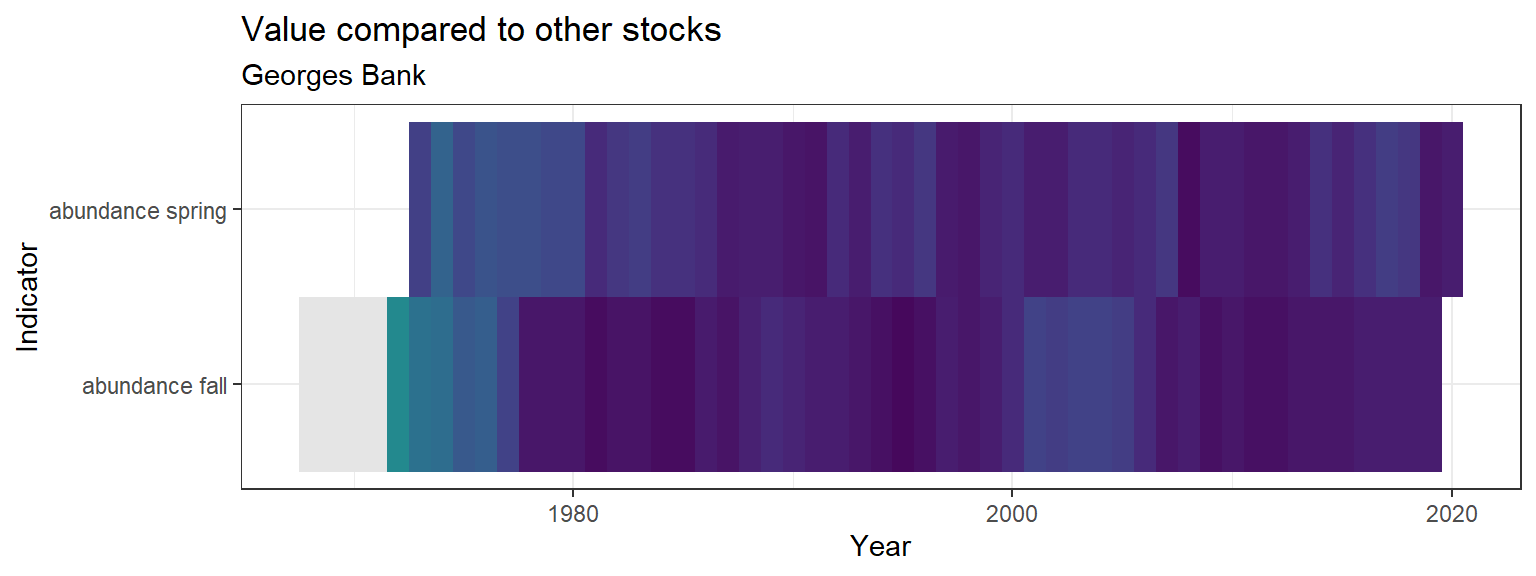 Value compared to other stocks
Georges Bank
Indicator
abundance spring
abundance fall
1980
2000
2020
Year